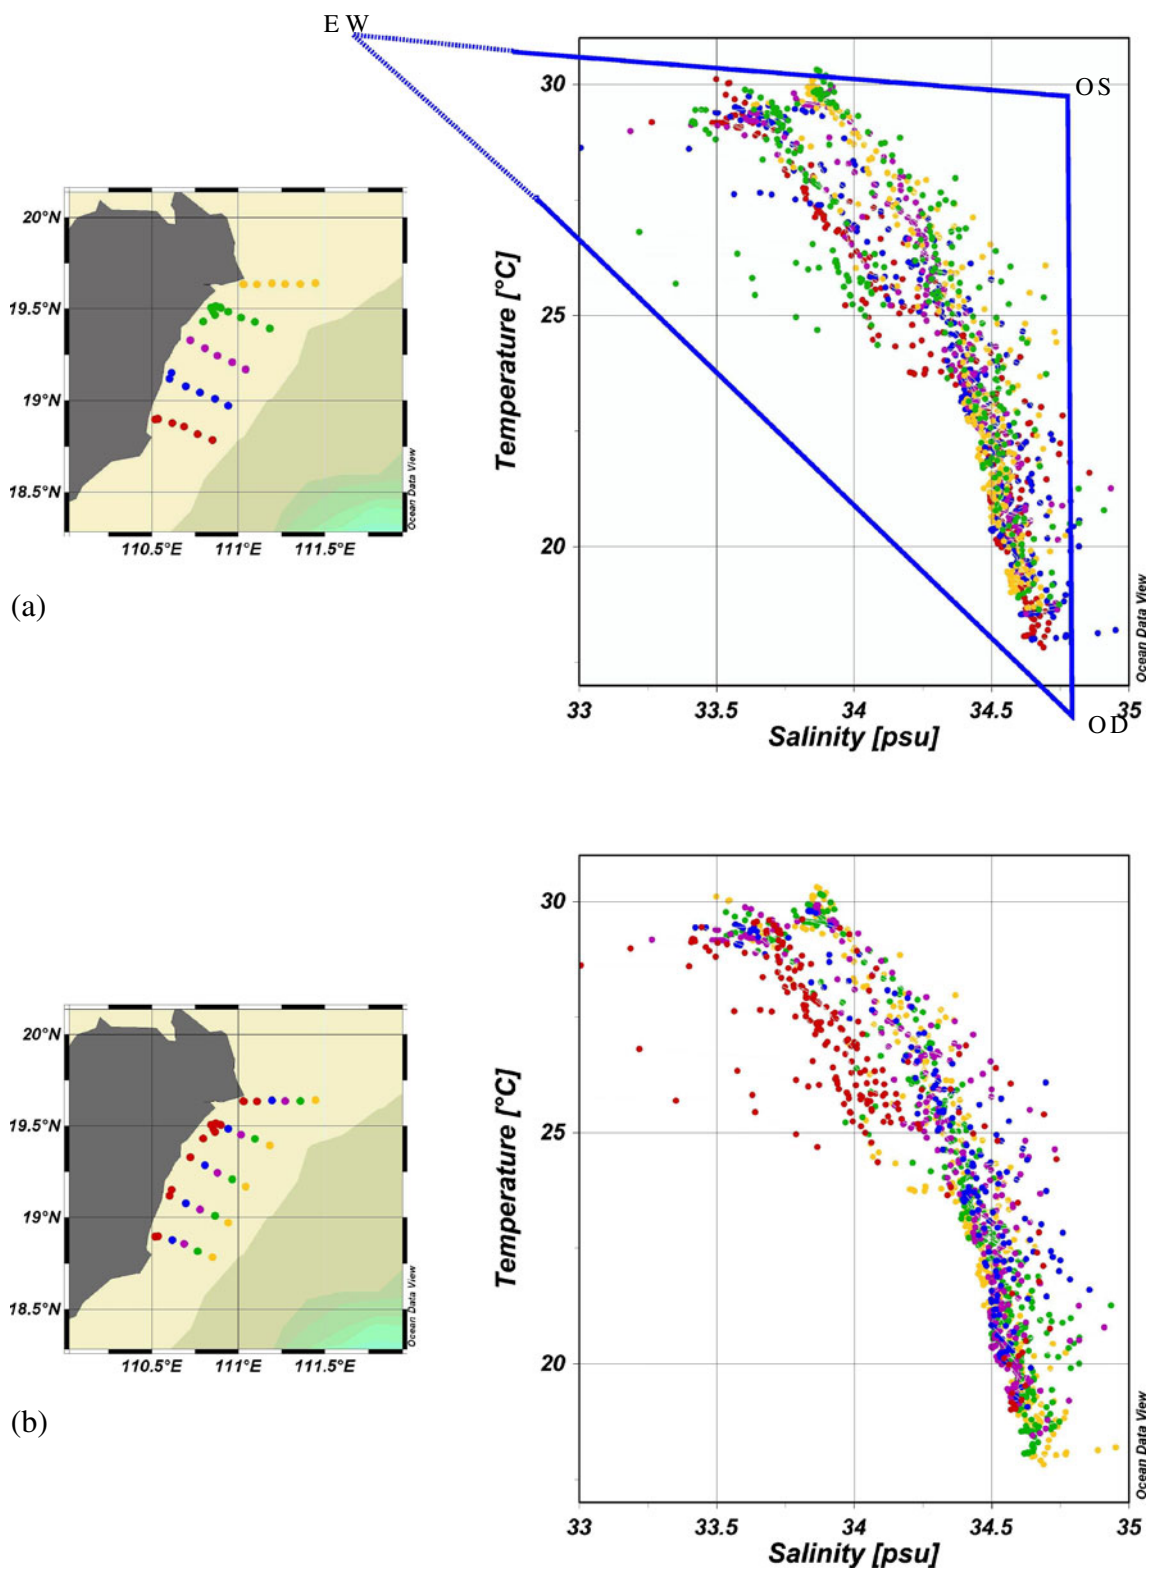 E W
OS
30
25
20
Temperature [°C]
33
33.5
34
34.5
35
Salinity [psu]
OD
Ocean Data View
20°N
19.5°N
19°N
18.5°N
110.5°E
111°E
111.5°E
Ocean Data View
(a)
30
25
20
Temperature [°C]
33
33.5
34
34.5
35
Salinity [psu]
Ocean Data View
20°N
19.5°N
19°N
18.5°N
110.5°E
111°E
111.5°E
Ocean Data View
(b)